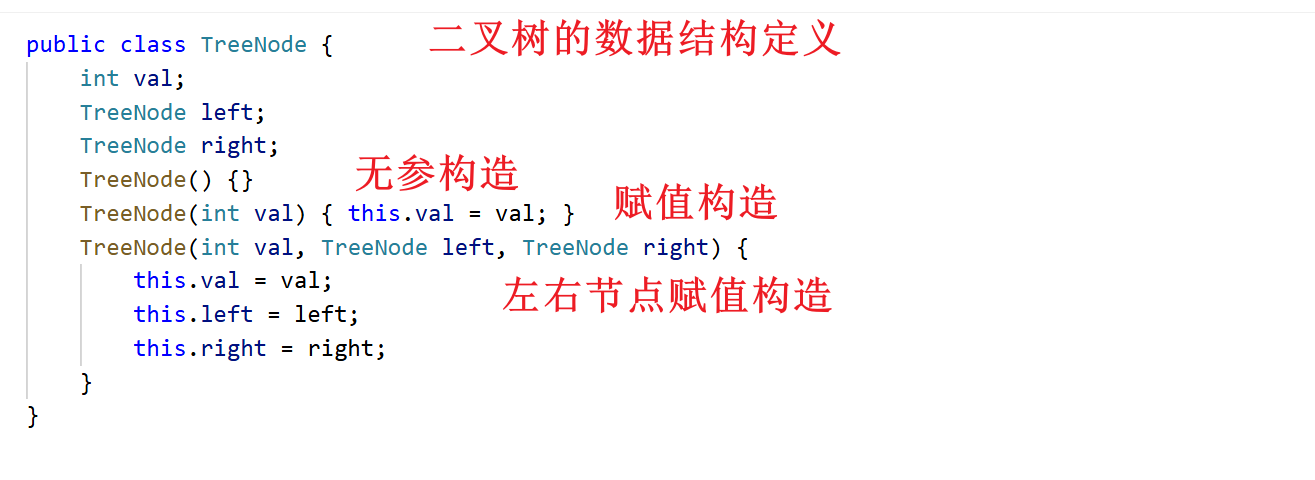 public class TreeNode { 二叉树的数据结构定义
    int val;
    TreeNode left;
    TreeNode right;
    TreeNode() {} 无参构造
    TreeNode(int val) { this.val = val; } 赋值构造
    TreeNode(int val, TreeNode left, TreeNode right) {
        this.val = val; 左右节点赋值构造
        this.left = left;
        this.right = right;
    }
}